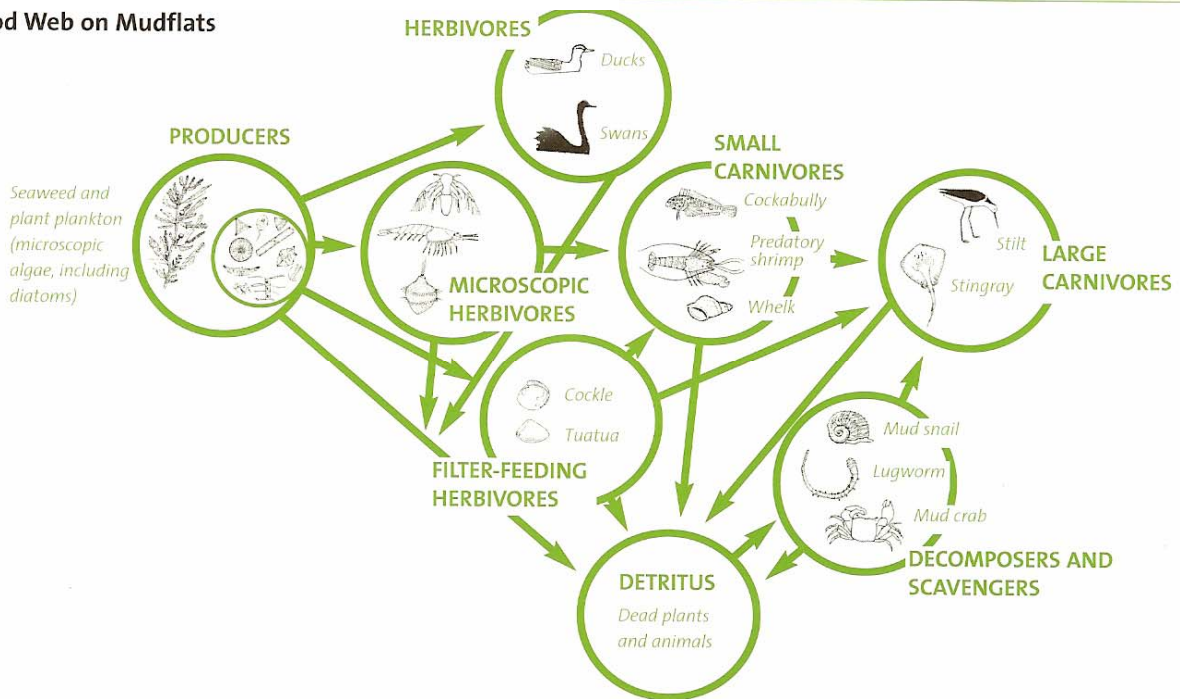 od Web on Mudflats
HERBIVORES
Ducks
Swans
PRODUCERS
Seaweed and
plant plankton
(microscopic
algae, including
diatoms)
MICROSCOPIC
HERBIVORES
SMALL
CARNIVORES
Cockabully
Predatory
shrimp
Whelk
Stilt
Stingray
LARGE
CARNIVORES
Cockle
Tuatua
FILTER-FEEDING
HERBIVORES
Mud snail
Lugworm
Mud crab
DECOMPOSERS AND
SCAVENGERS
DETRITUS
Dead plants
and animals